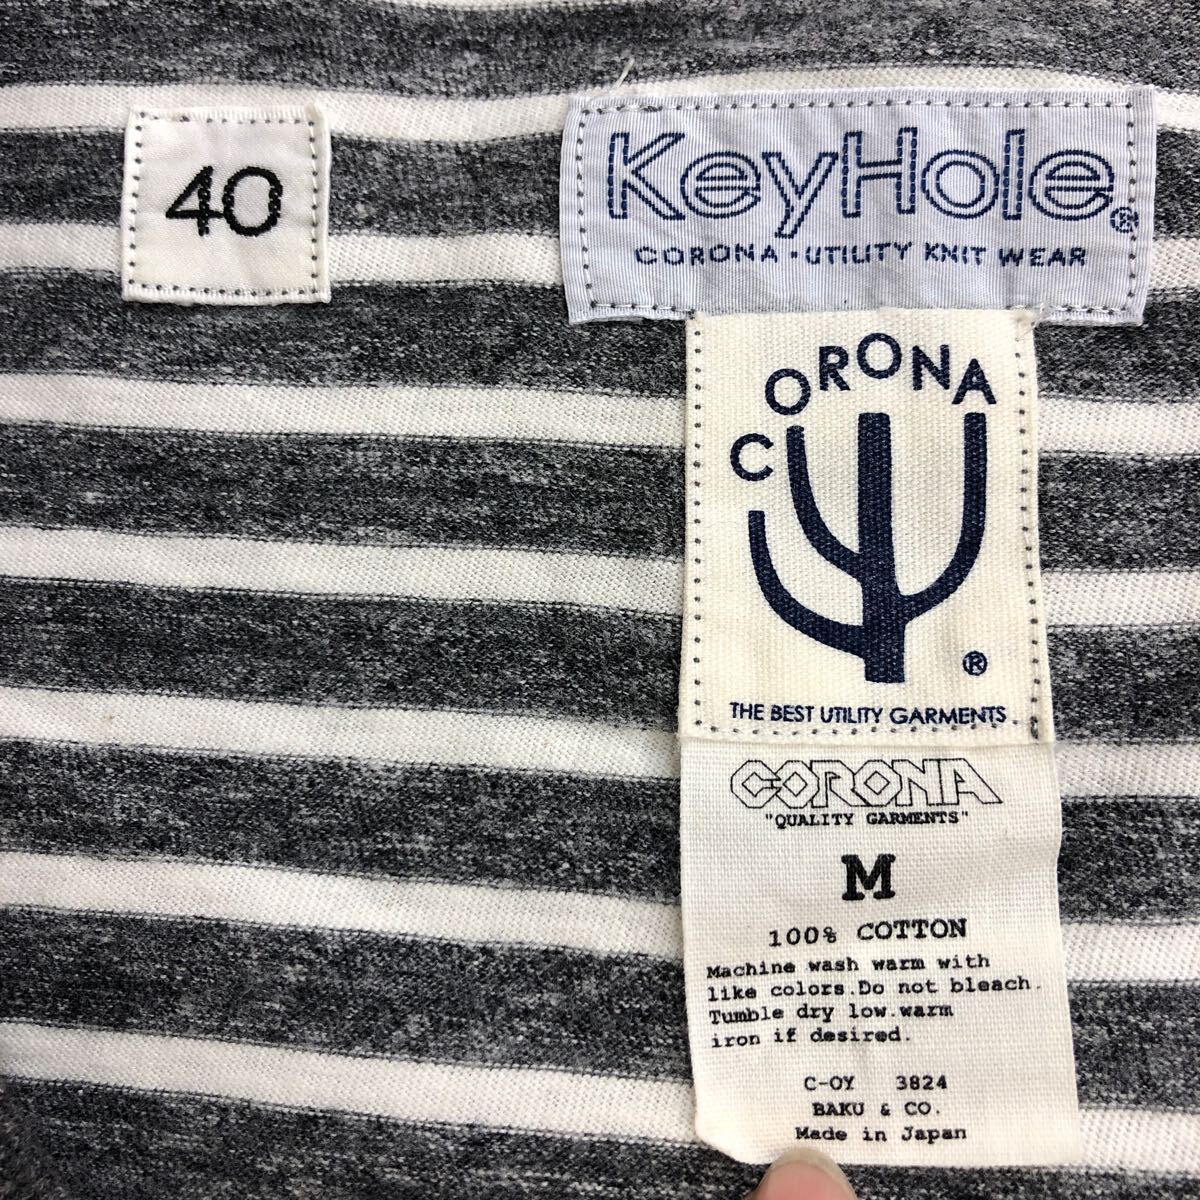 40
KeyHole®
CORONA·UTILITY KNIT WEAR
CORONA
®
THE BEST UTILITY GARMENTS.
CORONA
"QUALITY GARMENTS"
M
100% COTTON
Machine wash warm with
like colors.Do not bleach.
Tumble dry low.warm
iron if desired.
C-OY 3824
BAKU & CO.
Made in Japan